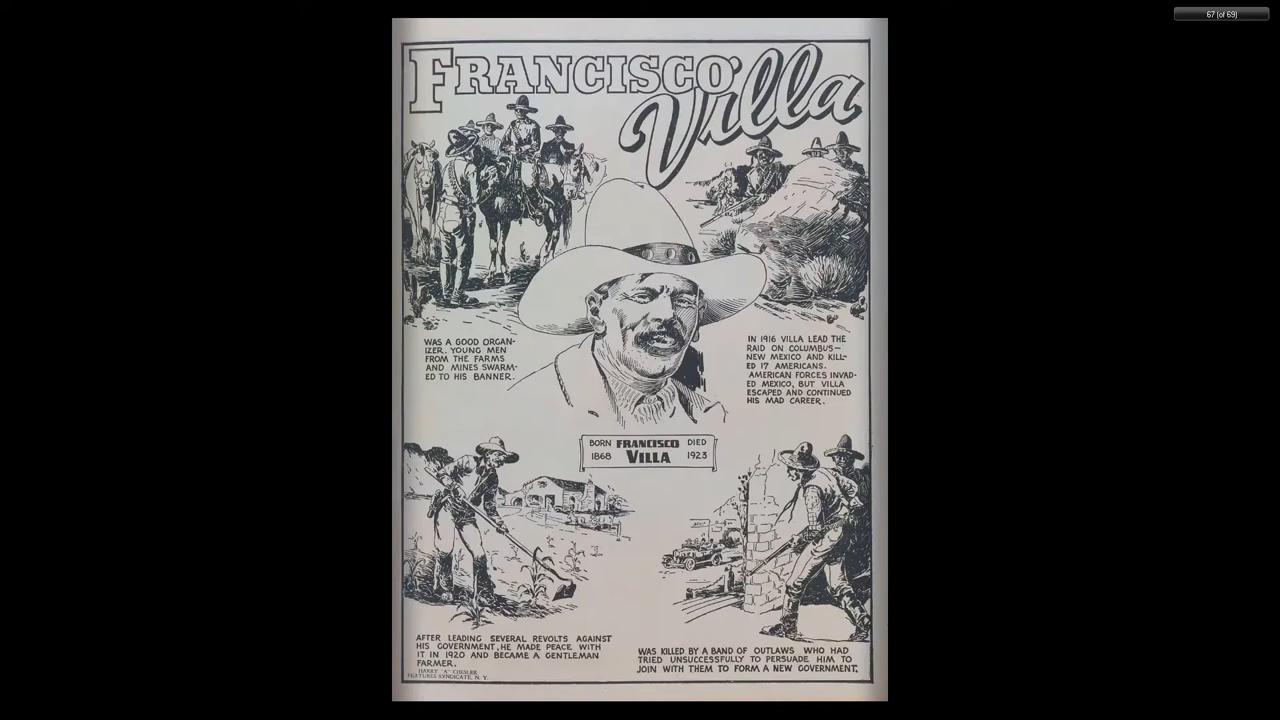 67 (of 69)
FRANCISCO
Villa
WAS A GOOD ORGAN-
IZER. YOUNG MEN
FROM THE FARMS
AND MINES SWARM-
ED TO HIS BANNER.
IN 1916 VILLA LEAD THE
RAID ON COLUMBUS—
NEW MEXICO AND KILL-
ED 17 AMERICANS.
AMERICAN FORCES INVAD-
ED MEXICO, BUT VILLA
ESCAPED AND CONTINUED
HIS MAD CAREER.
BORN FRANCISCO DIED
1868 VILLA 1923
AFTER LEADING SEVERAL REVOLTS AGAINST
HIS GOVERNMENT, HE MADE PEACE WITH
IT IN 1920 AND BECAME A GENTLEMAN
FARMER.
HARRY "A" CHESLER
FEATURES SYNDICATE, N. Y.
WAS KILLED BY A BAND OF OUTLAWS WHO HAD
TRIED UNSUCCESSFULLY TO PERSUADE HIM TO
JOIN WITH THEM TO FORM A NEW GOVERNMENT.